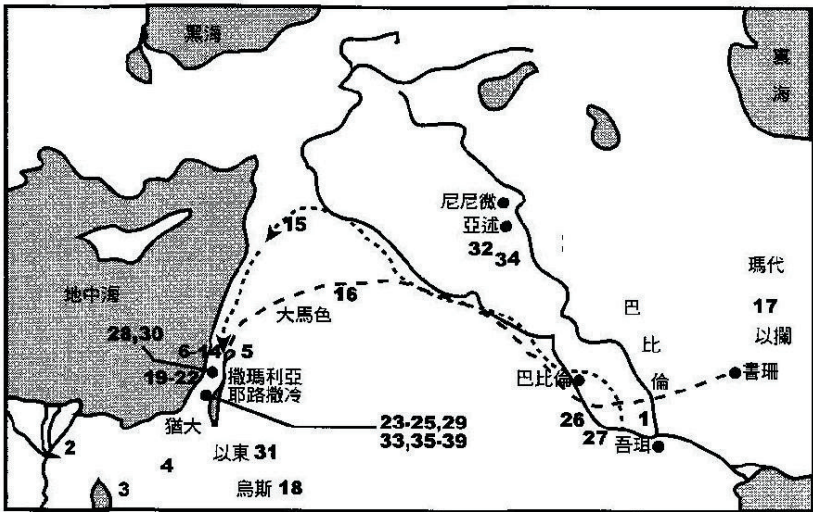 黑海
裏海
尼尼微
亞述
32 34
15
瑪代
17
以攔
地中海
16
大馬色
巴比倫
28,30
6-14 5
19-22 撒瑪利亞
耶路撒冷
巴比倫
書珊
猶大
23-25,29
33,35-39
26
27
1
吾珥
2
4
以東 31
3
烏斯 18